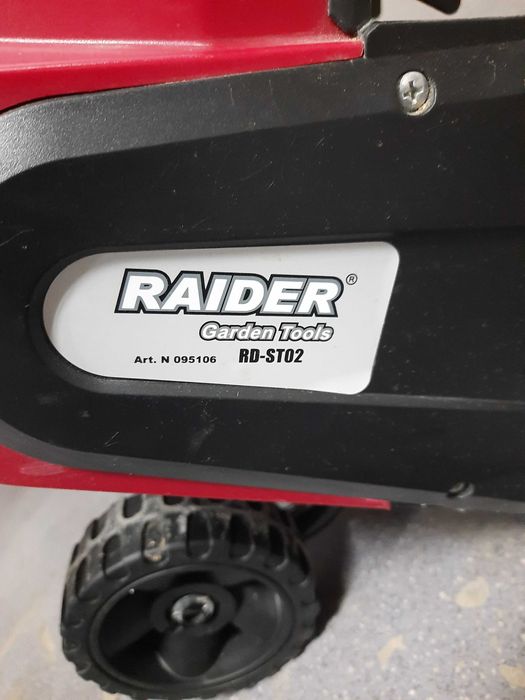 RAIDER®
Garden Tools
Art. N 095106 RD-ST02